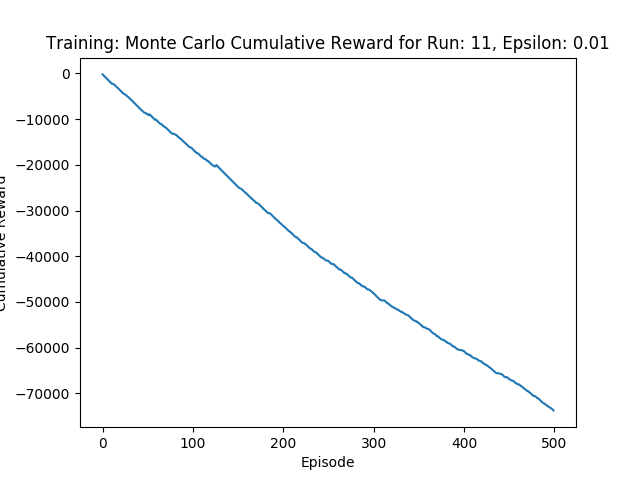 Training: Monte Carlo Cumulative Reward for Run: 11, Epsilon: 0.01
0
−10000
−20000
−30000
−40000
−50000
−60000
−70000
Cumulative Reward
0 100 200 300 400 500
Episode